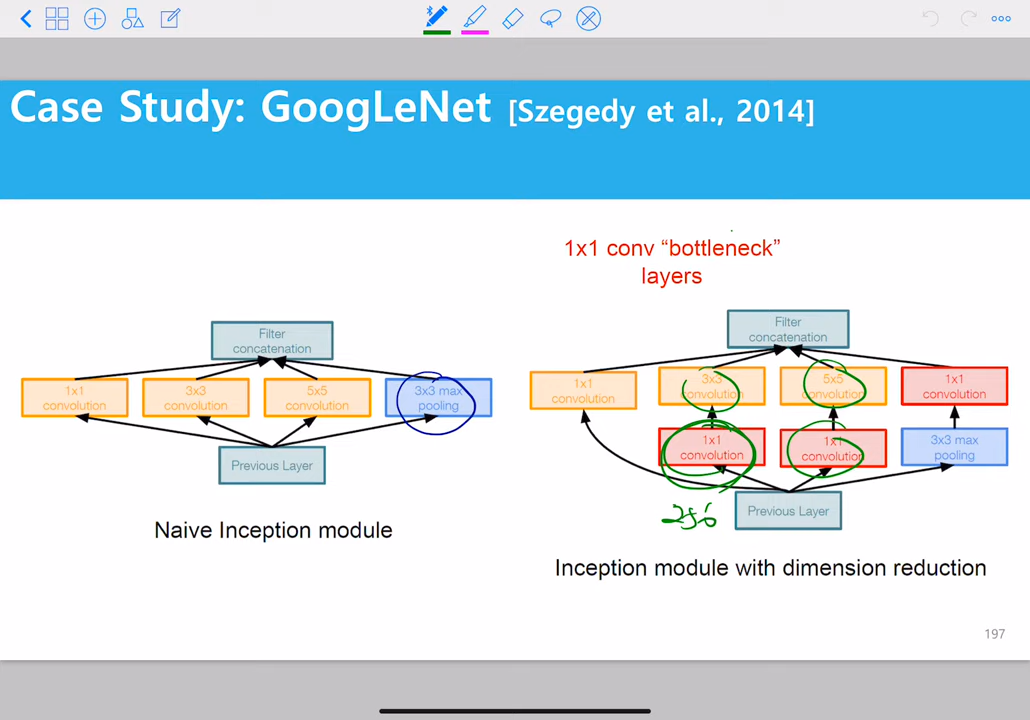 Case Study: GoogLeNet [Szegedy et al., 2014]
1x1 conv “bottleneck”
layers
Filter
concatenation
1x1
convolution
3x3
convolution
5x5
convolution
3x3 max
pooling
Previous Layer
Naive Inception module
Filter
concatenation
1x1
convolution
3x3
convolution
5x5
convolution
1x1
convolution
1x1
convolution
1x1
convolution
3x3 max
pooling
256
Previous Layer
Inception module with dimension reduction
197